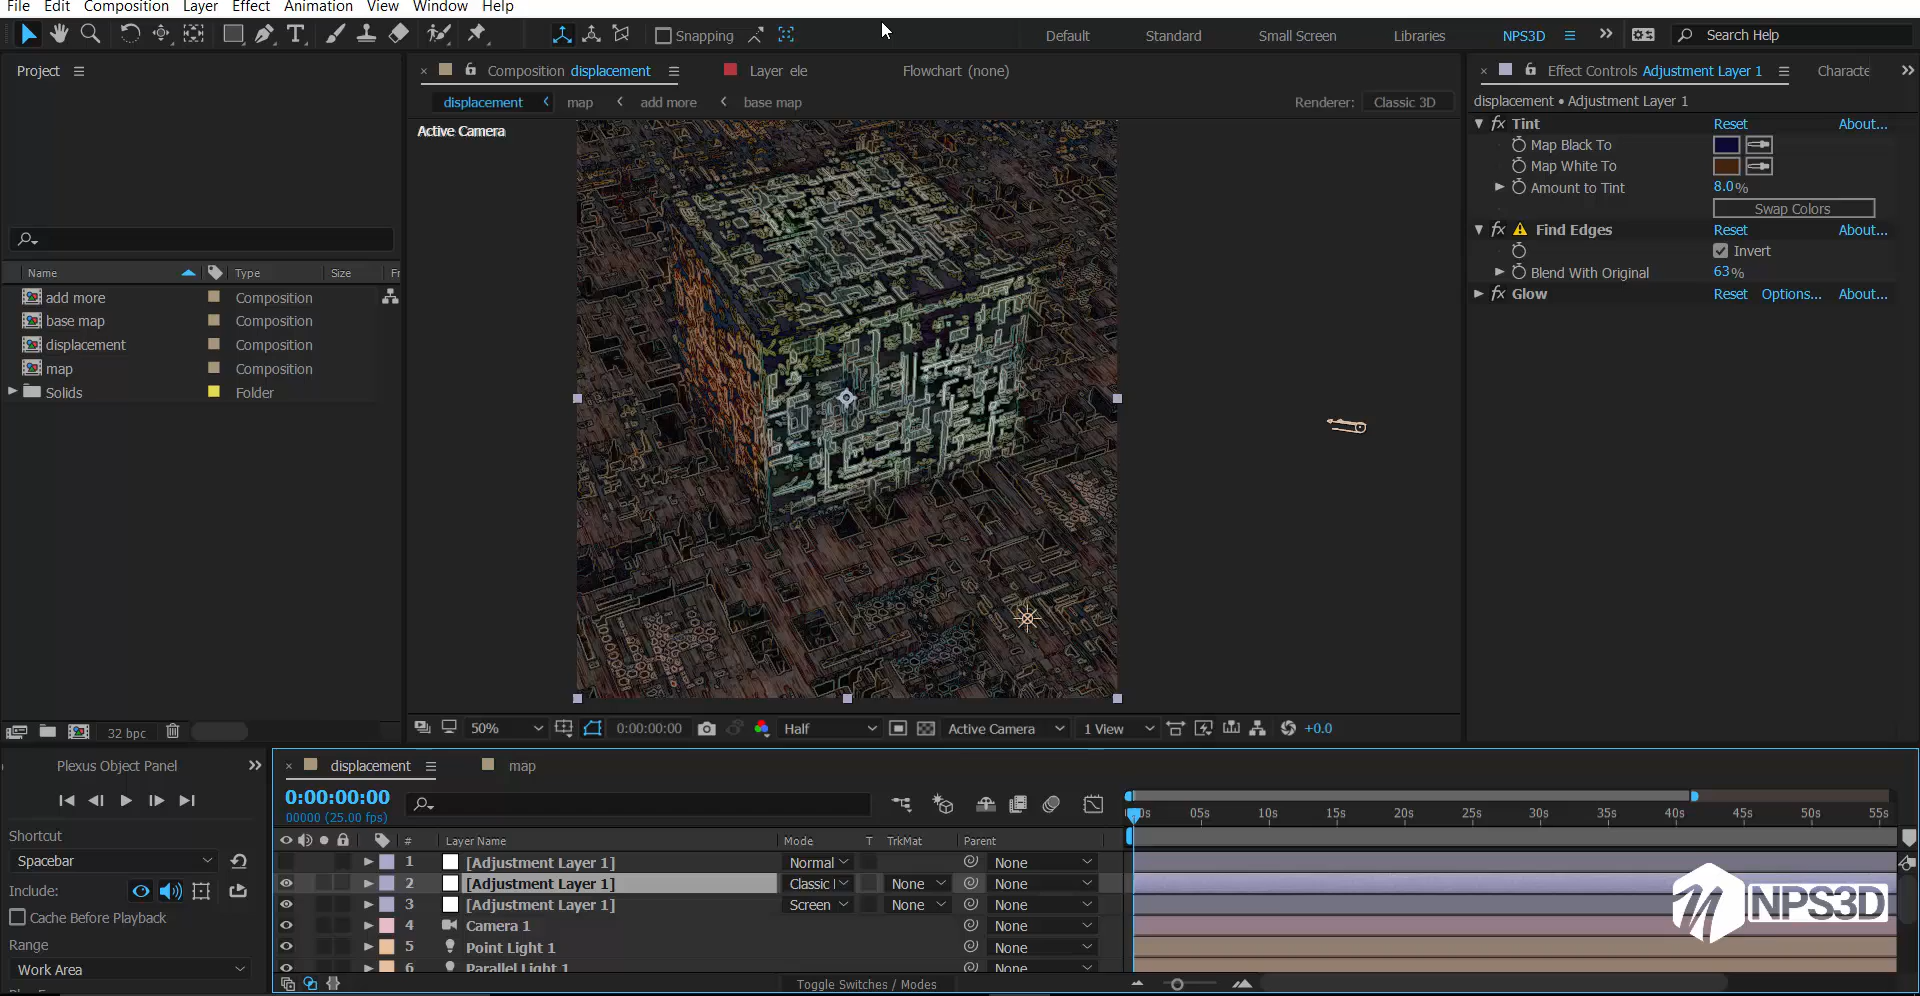 File Edit Composition Layer Effect Animation View Window Help
Snapping Default Standard Small Screen Libraries NPS3D Search Help
Project
Composition displacement Layer ele Flowchart (none)
Effect Controls Adjustment Layer 1 Characte
displacement map add more base map Renderer: Classic 3D
displacement • Adjustment Layer 1
Active Camera
fx Tint Reset About...
Map Black To
Map White To
Amount to Tint 8.0 %
Swap Colors
fx Find Edges Reset About...
Invert
Blend With Original 63 %
fx Glow Reset Options... About...
Name Type Size Fr
add more Composition
base map Composition
displacement Composition
map Composition
Solids Folder
32 bpc
50% 0:00:00:00 Half Active Camera 1 View +0.0
Plexus Object Panel
Shortcut
Spacebar
Include:
Cache Before Playback
Range
Work Area
displacement map
0:00:00:00
00000 (25.00 fps)
# Layer Name Mode T TrkMat Parent
05s 10s 15s 20s 25s 30s 35s 40s 45s 50s 55s
1 [Adjustment Layer 1] Normal None
2 [Adjustment Layer 1] Classic None None
3 [Adjustment Layer 1] Screen None None
4 Camera 1 None
5 Point Light 1 None
6 Parallel Light 1 None
Toggle Switches / Modes
NPS3D